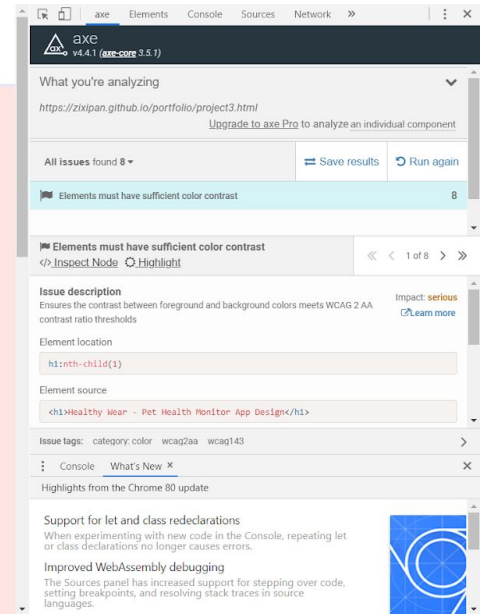 axe Elements Console Sources Network »
axe
v4.4.1 (axe-core 3.5.1)
What you're analyzing
https://zixipan.github.io/portfolio/project3.html
Upgrade to axe Pro to analyze an individual component
All issues found 8
Save results
Run again
Elements must have sufficient color contrast 8
Elements must have sufficient color contrast
</> Inspect Node Highlight
1 of 8
Issue description
Ensures the contrast between foreground and background colors meets WCAG 2 AA
contrast ratio thresholds
Impact: serious
Learn more
Element location
h1:nth-child(1)
Element source
<h1>Healthy Wear - Pet Health Monitor App Design</h1>
Issue tags: category: color wcag2aa wcag143
Console What's New ×
Highlights from the Chrome 80 update
Support for let and class redeclarations
When experimenting with new code in the Console, repeating let
or class declarations no longer causes errors.
Improved WebAssembly debugging
The Sources panel has increased support for stepping over code,
setting breakpoints, and resolving stack traces in source
languages.